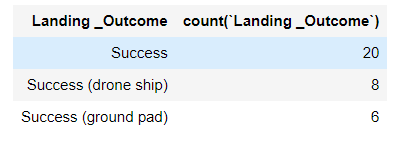 Landing _Outcome count(`Landing _Outcome`)
Success 20
Success (drone ship) 8
Success (ground pad) 6